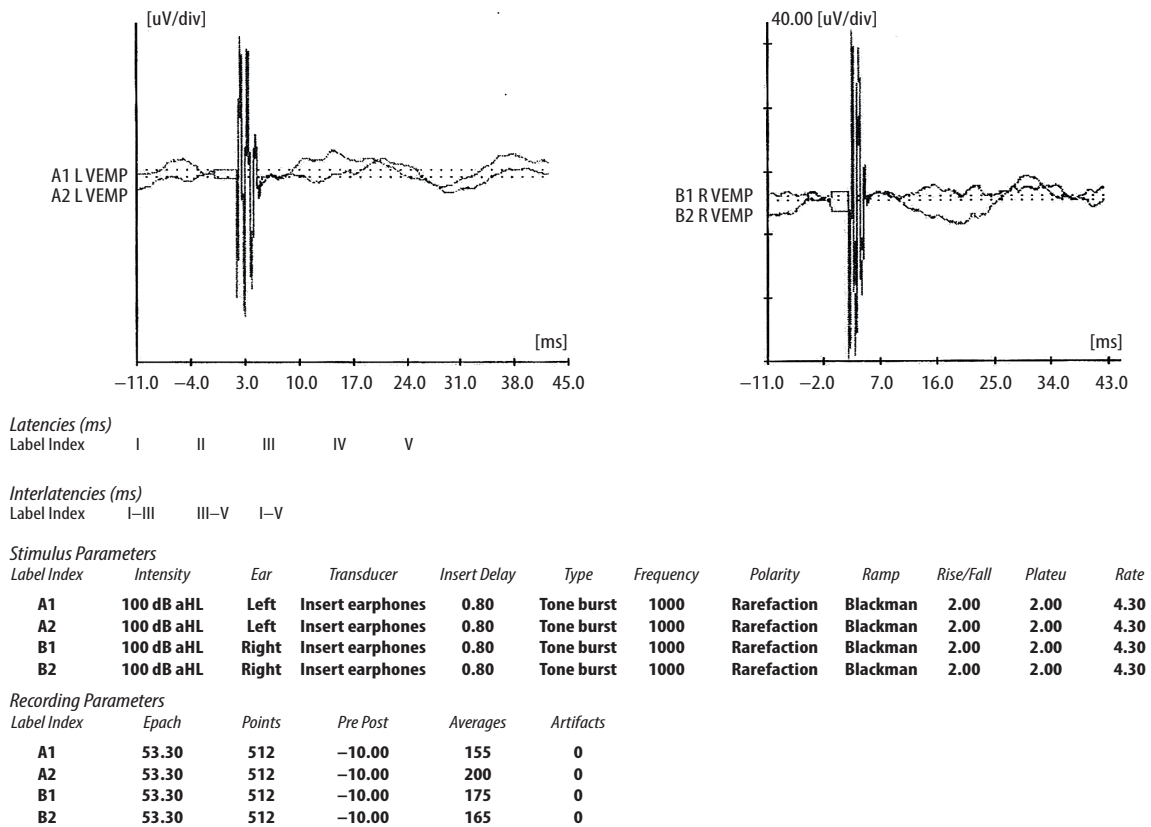 [uV/div]
40.00 [uV/div]
A1 L VEMP
A2 L VEMP
B1 R VEMP
B2 R VEMP
[ms]
[ms]
−11.0 −4.0 3.0 10.0 17.0 24.0 31.0 38.0 45.0
−11.0 −2.0 7.0 16.0 25.0 34.0 43.0
Latencies (ms)
Label Index I II III IV V
Interlatencies (ms)
Label Index I–III III–V I–V
Stimulus Parameters
Label Index Intensity Ear Transducer Insert Delay Type Frequency Polarity Ramp Rise/Fall Plateu Rate
A1 100 dB aHL Left Insert earphones 0.80 Tone burst 1000 Rarefaction Blackman 2.00 2.00 4.30
A2 100 dB aHL Left Insert earphones 0.80 Tone burst 1000 Rarefaction Blackman 2.00 2.00 4.30
B1 100 dB aHL Right Insert earphones 0.80 Tone burst 1000 Rarefaction Blackman 2.00 2.00 4.30
B2 100 dB aHL Right Insert earphones 0.80 Tone burst 1000 Rarefaction Blackman 2.00 2.00 4.30
Recording Parameters
Label Index Epach Points Pre Post Averages Artifacts
A1 53.30 512 −10.00 155 0
A2 53.30 512 −10.00 200 0
B1 53.30 512 −10.00 175 0
B2 53.30 512 −10.00 165 0